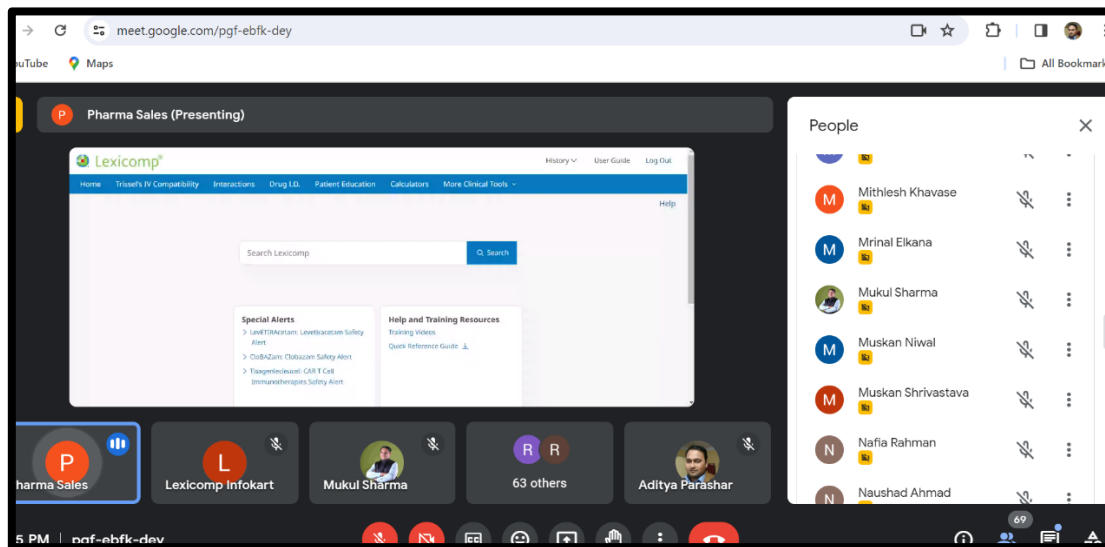 meet.google.com/pgf-ebfk-dey
ouTube Maps All Bookmark
P Pharma Sales (Presenting)
Lexicomp® History User Guide Log Out
Home Trissel's IV Compatibility Interactions Drug I.D. Patient Education Calculators More Clinical Tools
Help
Search Lexicomp Search
Special Alerts
LevETIRAcetam: Levetiracetam Safety
Alert
CloBAZam: Clobazam Safety Alert
Tisagenlecleucel: CAR T Cell
Immunotherapies Safety Alert
Help and Training Resources
Training Videos
Quick Reference Guide
P
harma Sales
L
Lexicomp Infokart
Mukul Sharma
R R
63 others
Aditya Parashar
5 PM | pgf-ebfk-dey
CC
69
People
M Mithlesh Khavase
M Mrinal Elkana
Mukul Sharma
M Muskan Niwal
M Muskan Shrivastava
N Nafia Rahman
N Naushad Ahmad